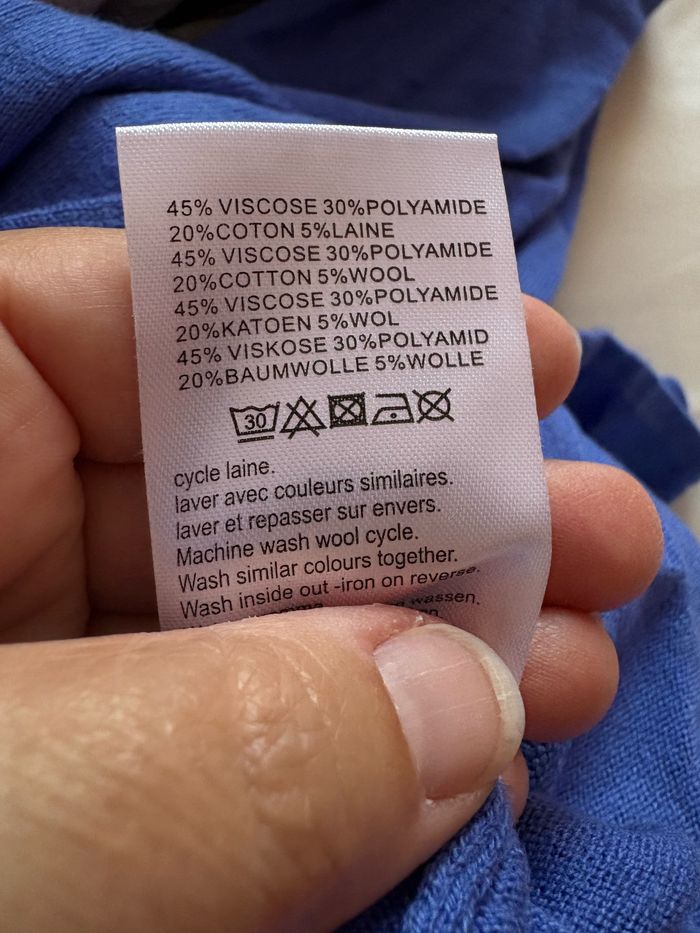 45% VISCOSE 30%POLYAMIDE
20%COTON 5%LAINE
45% VISCOSE 30%POLYAMIDE
20%COTTON 5%WOOL
45% VISCOSE 30%POLYAMIDE
20%KATOEN 5%WOL
45% VISKOSE 30%POLYAMID
20%BAUMWOLLE 5%WOLLE
30
cycle laine.
laver avec couleurs similaires.
laver et repasser sur envers.
Machine wash wool cycle.
Wash similar colours together.
Wash inside out -iron on reverse.
wassen.